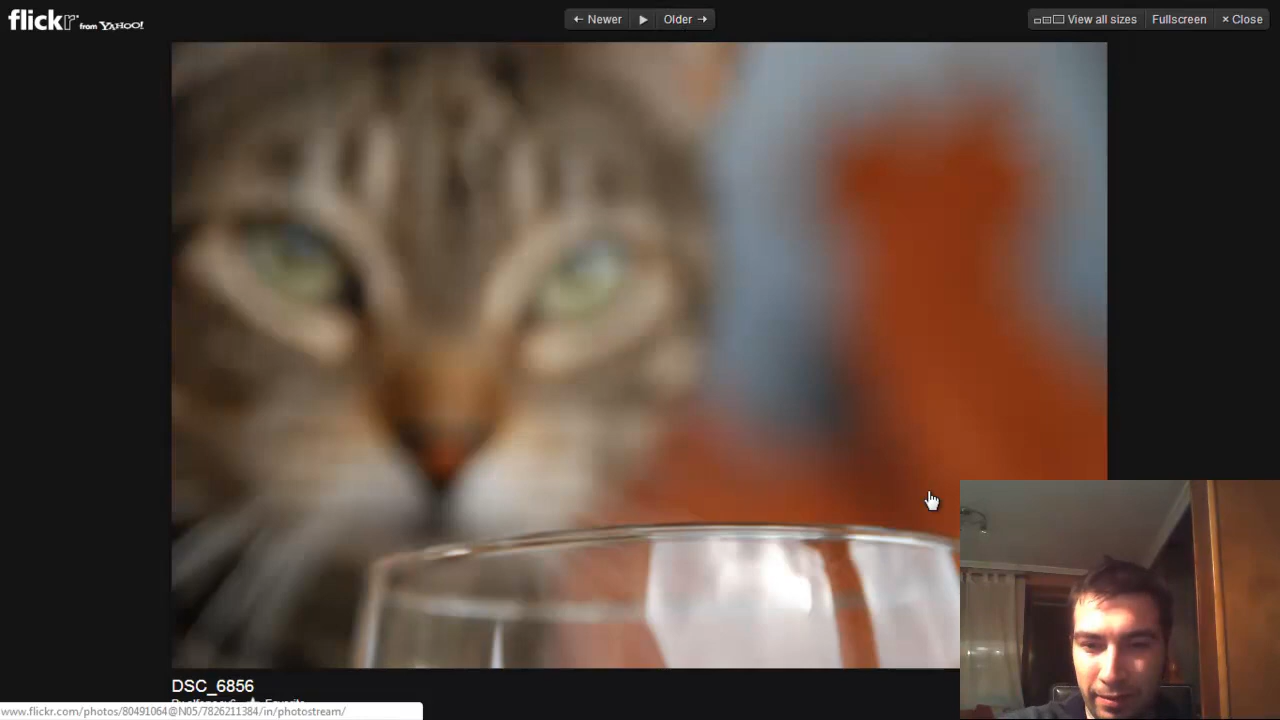 flickr from YAHOO!
← Newer
Older →
View all sizes
Fullscreen
× Close
DSC_6856
Favorite
www.flickr.com/photos/80491064@N05/7826211384/in/photostream/